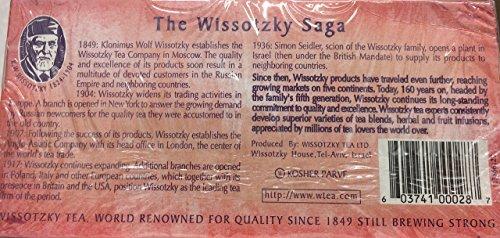 The Wissotzky Saga
1849: Klonimus Wolf Wissotzky establishes the
Wissotzky Tea Company in Moscow. The quality
and excellence of its products soon result in a
multitude of devoted customers in the Russian
Empire and neighboring countries.
1904: Wissotzky widens its trading activities in
Europe. A branch is opened in New York to answer the growing demand
newcomers for the quality tea they were accustomed to in
the old country.
1907: Following the success of its products, Wissotzky establishes the
Asiatic Company with its head office in London, the center of
the world's tea trade.
1917: Wissotzky continues expanding. Additional branches are opened
in Poland, Italy and other European countries, which together with its
presence in Britain and the USA, position Wissotzky as the leading tea
firm of the period.
1936: Simon Seidler, scion of the Wissotzky family, opens a plant in
Israel (then under the British Mandate) to supply its products to
neighboring countries.
Since then, Wissotzky products have traveled even further, reaching
growing markets on five continents. Today, 160 years on, headed by the
family's fifth generation, Wissotzky continues its long-standing
commitment to quality and excellence. Wissotzky tea experts consistently
develop superior varieties of tea blends, herbal and fruit infusions,
appreciated by millions of tea lovers the world over.
Produced by: WISSOTZKY TEA LTD
Wissotzky House, Tel-Aviv, Israel
KOSHER PARVE
http://www.wtea.com
6 03741 00028 7
WISSOTZKY TEA. WORLD RENOWNED FOR QUALITY SINCE 1849 STILL BREWING STRONG